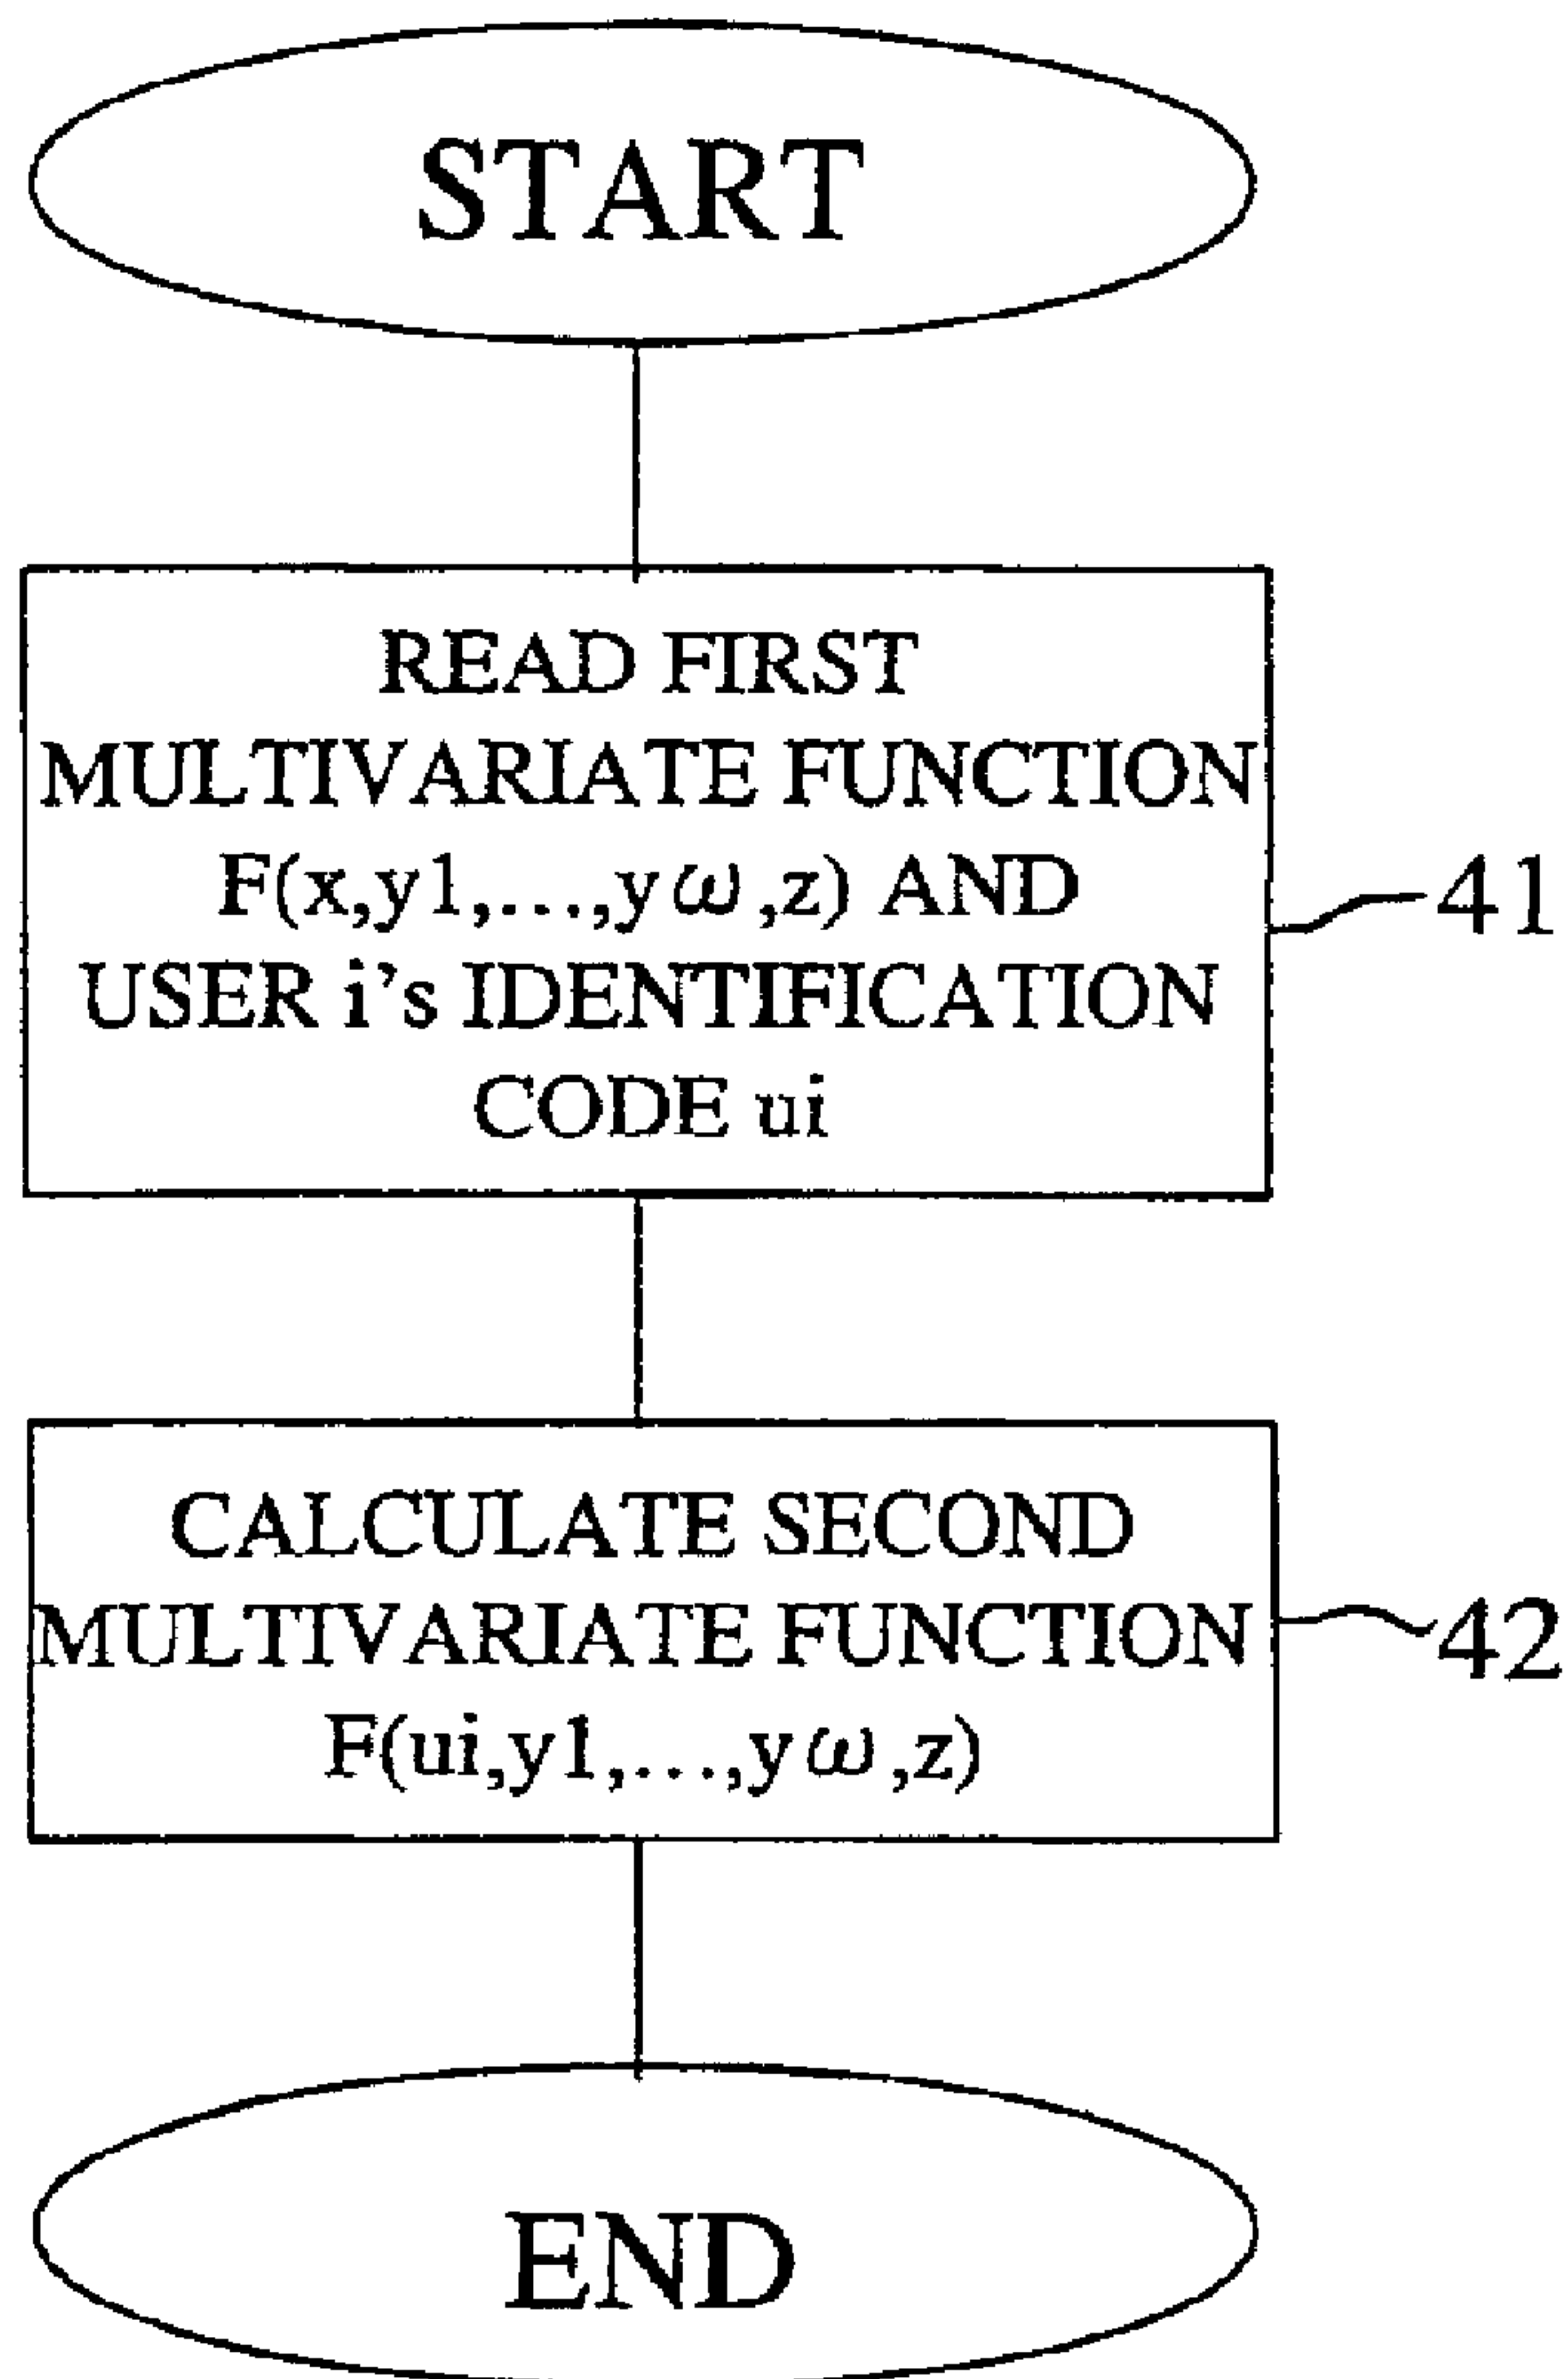 START
READ FIRST
MULTIVARIATE FUNCTION
F(x,y1,...,yω,z) AND
USER i's IDENTIFICATION
CODE ui
41
CALCULATE SECOND
MULTIVARIATE FUNCTION
F(ui,y1,...,yω,z)
42
END